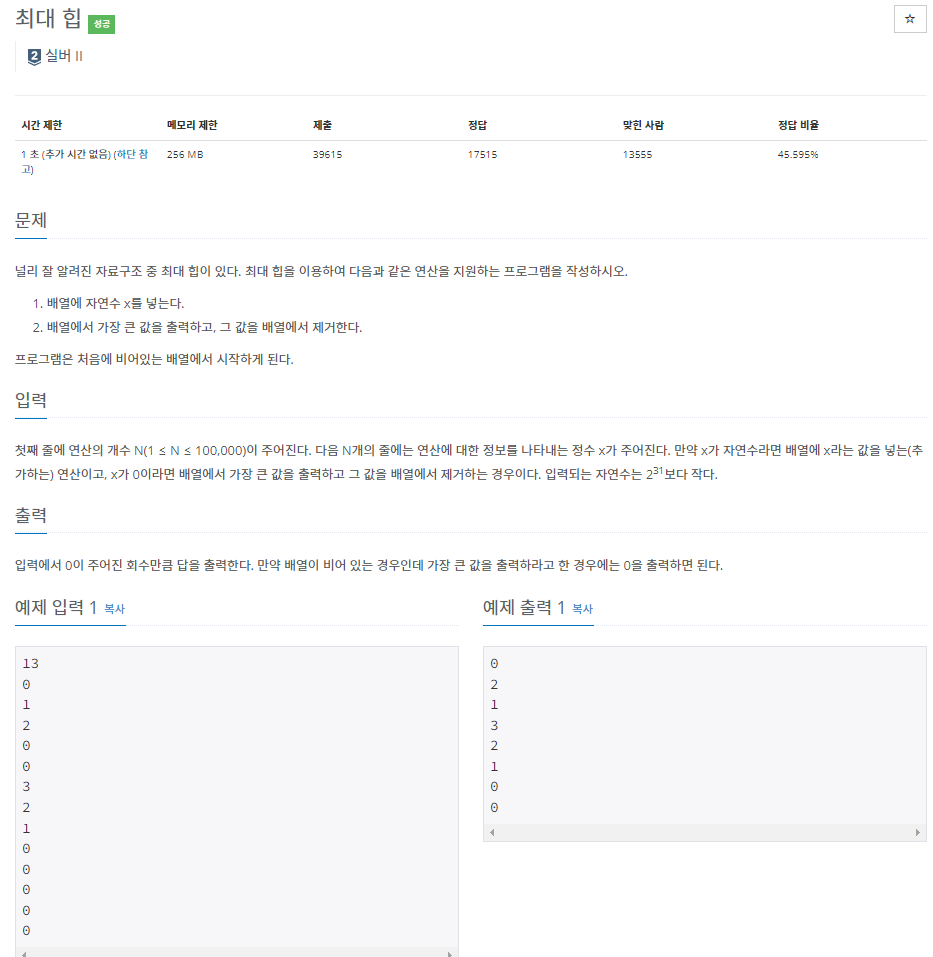 최대 힙 성공
☆
2 실버 II
시간 제한 메모리 제한 제출 정답 맞힌 사람 정답 비율
1 초 (추가 시간 없음) (하단 참 256 MB 39615 17515 13555 45.595%
고)
문제
널리 잘 알려진 자료구조 중 최대 힙이 있다. 최대 힙을 이용하여 다음과 같은 연산을 지원하는 프로그램을 작성하시오.
1. 배열에 자연수 x를 넣는다.
2. 배열에서 가장 큰 값을 출력하고, 그 값을 배열에서 제거한다.
프로그램은 처음에 비어있는 배열에서 시작하게 된다.
입력
첫째 줄에 연산의 개수 N(1 ≤ N ≤ 100,000)이 주어진다. 다음 N개의 줄에는 연산에 대한 정보를 나타내는 정수 x가 주어진다. 만약 x가 자연수라면 배열에 x라는 값을 넣는(추
가하는) 연산이고, x가 0이라면 배열에서 가장 큰 값을 출력하고 그 값을 배열에서 제거하는 경우이다. 입력되는 자연수는 2³¹보다 작다.
출력
입력에서 0이 주어진 회수만큼 답을 출력한다. 만약 배열이 비어 있는 경우인데 가장 큰 값을 출력하라고 한 경우에는 0을 출력하면 된다.
예제 입력 1 복사
13
0
1
2
0
0
3
2
1
0
0
0
0
0
예제 출력 1 복사
0
2
1
3
2
1
0
0